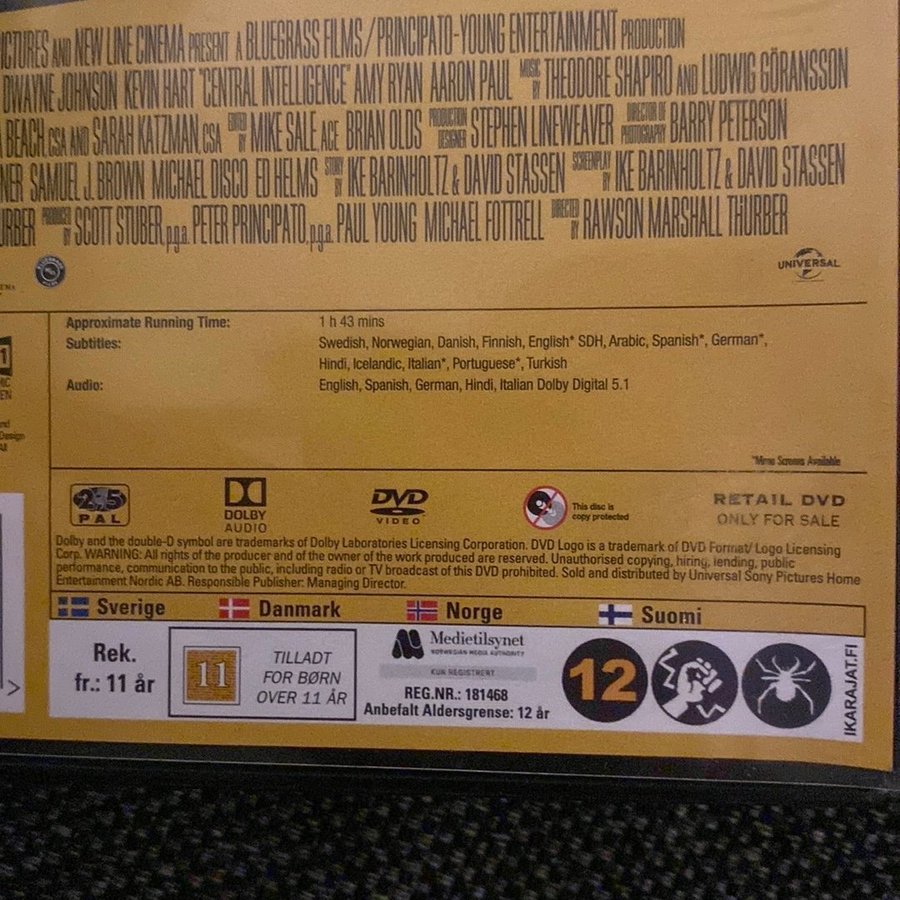 ICTURES AND NEW LINE CINEMA PRESENT A BLUEGRASS FILMS / PRINCIPATO-YOUNG ENTERTAINMENT PRODUCTION
DWAYNE JOHNSON KEVIN HART "CENTRAL INTELLIGENCE" AMY RYAN AARON PAUL MUSIC BY THEODORE SHAPIRO AND LUDWIG GÖRANSSON
BEACH, CSA AND SARAH KATZMAN, CSA EDITED BY MIKE SALE, ACE BRIAN OLDS PRODUCTION DESIGNER STEPHEN LINEWEAVER DIRECTOR OF PHOTOGRAPHY BARRY PETERSON
NER SAMUEL J. BROWN MICHAEL DISCO ED HELMS STORY BY IKE BARINHOLTZ & DAVID STASSEN SCREENPLAY BY IKE BARINHOLTZ & DAVID STASSEN
URBER PRODUCED BY SCOTT STUBER, p.g.a. PETER PRINCIPATO, p.g.a. PAUL YOUNG MICHAEL FOTTRELL DIRECTED BY RAWSON MARSHALL THURBER
UNIVERSAL
Approximate Running Time: 1 h 43 mins
Subtitles: Swedish, Norwegian, Danish, Finnish, English* SDH, Arabic, Spanish*, German*,
Hindi, Icelandic, Italian*, Portuguese*, Turkish
Audio: English, Spanish, German, Hindi, Italian Dolby Digital 5.1
*Menu Screens Available
2 5
PAL
DOLBY
AUDIO
DVD
VIDEO
This disc is
copy protected
RETAIL DVD
ONLY FOR SALE
Dolby and the double-D symbol are trademarks of Dolby Laboratories Licensing Corporation. DVD Logo is a trademark of DVD Format/ Logo Licensing
Corp. WARNING: All rights of the producer and of the owner of the work produced are reserved. Unauthorised copying, hiring, lending, public
performance, communication to the public, including radio or TV broadcast of this DVD prohibited. Sold and distributed by Universal Sony Pictures Home
Entertainment Nordic AB. Responsible Publisher: Managing Director.
Sverige Danmark Norge Suomi
Rek.
fr.: 11 år
11
TILLADT
FOR BØRN
OVER 11 ÅR
Medietilsynet
NORWEGIAN MEDIA AUTHORITY
KUN REGISTRERT
REG.NR.: 181468
Anbefalt Aldersgrense: 12 år
12
IKARAJAT.FI